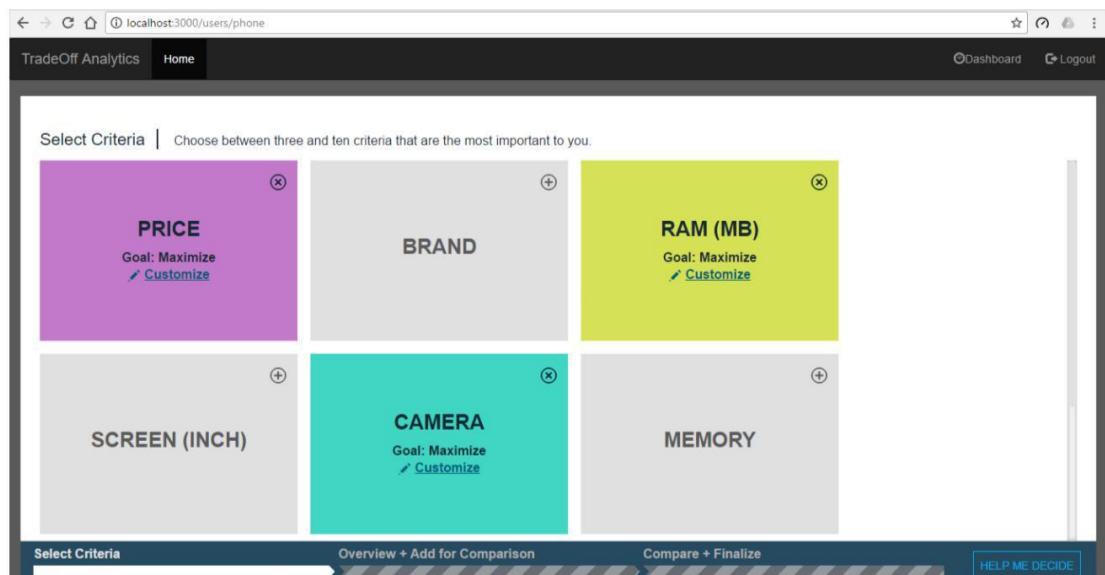 localhost:3000/users/phone
TradeOff Analytics Home Dashboard Logout
Select Criteria Choose between three and ten criteria that are the most important to you.
PRICE
Goal: Maximize
Customize
BRAND
RAM (MB)
Goal: Maximize
Customize
SCREEN (INCH)
CAMERA
Goal: Maximize
Customize
MEMORY
Select Criteria Overview + Add for Comparison Compare + Finalize
HELP ME DECIDE